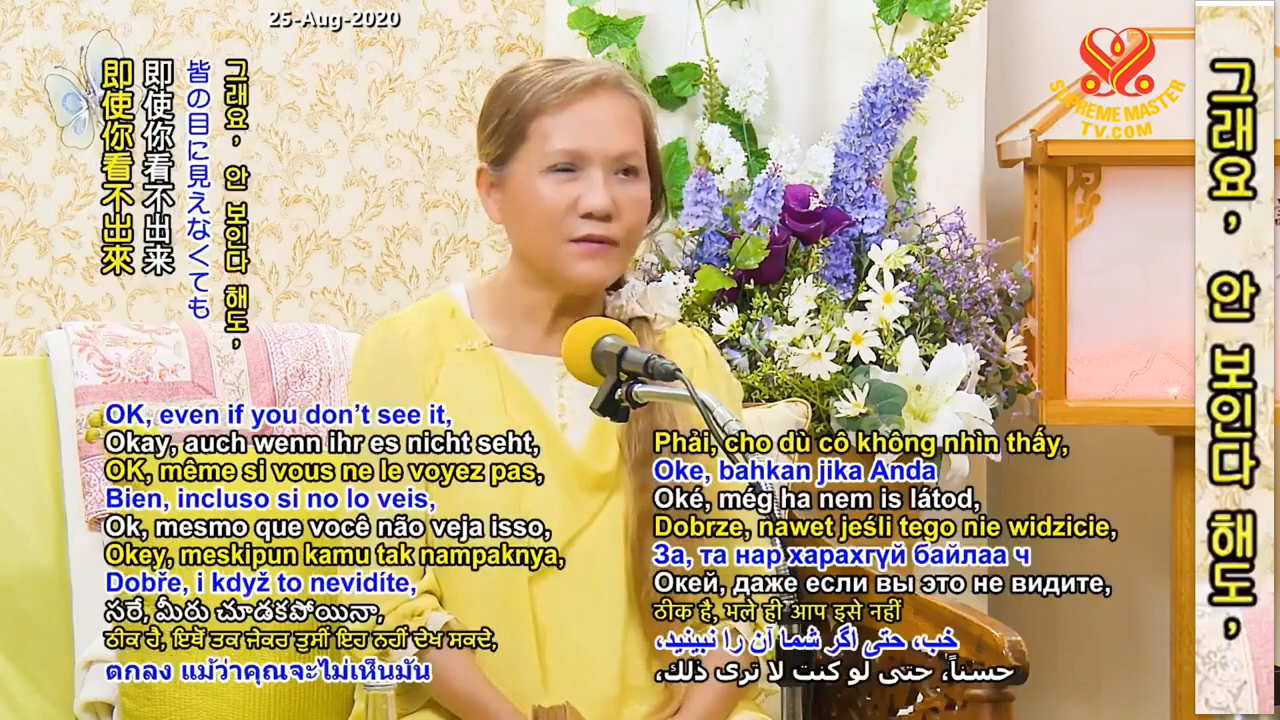 25-Aug-2020
SUPREME MASTER
TV.COM
即使你看不出來
即使你看不出来
皆の目に見えなくても
그래요, 안 보인다 해도,
그래요, 안 보인다 해도,
OK, even if you don't see it,
Okay, auch wenn ihr es nicht seht,
OK, même si vous ne le voyez pas,
Bien, incluso si no lo veis,
Ok, mesmo que você não veja isso,
Okey, meskipun kamu tak nampaknya,
Dobře, i když to nevidíte,
సరే, మీరు చూడకపోయినా,
ਠੀਕ ਹੈ, ਇਥੋਂ ਤਕ ਜੇਕਰ ਤੁਸੀਂ ਇਹ ਨਹੀਂ ਦੇਖ ਸਕਦੇ,
ตกลง แม้ว่าคุณจะไม่เห็นมัน
Phải, cho dù cô không nhìn thấy,
Oke, bahkan jika Anda
Oké, még ha nem is látod,
Dobrze, nawet jeśli tego nie widzicie,
За, та нар харахгүй байлаа ч
Окей, даже если вы это не видите,
ठीक है, भले ही आप इसे नहीं
خب، حتی اگر شما آن را نبینید،
حسناً، حتى لو كنت لا ترى ذلك،